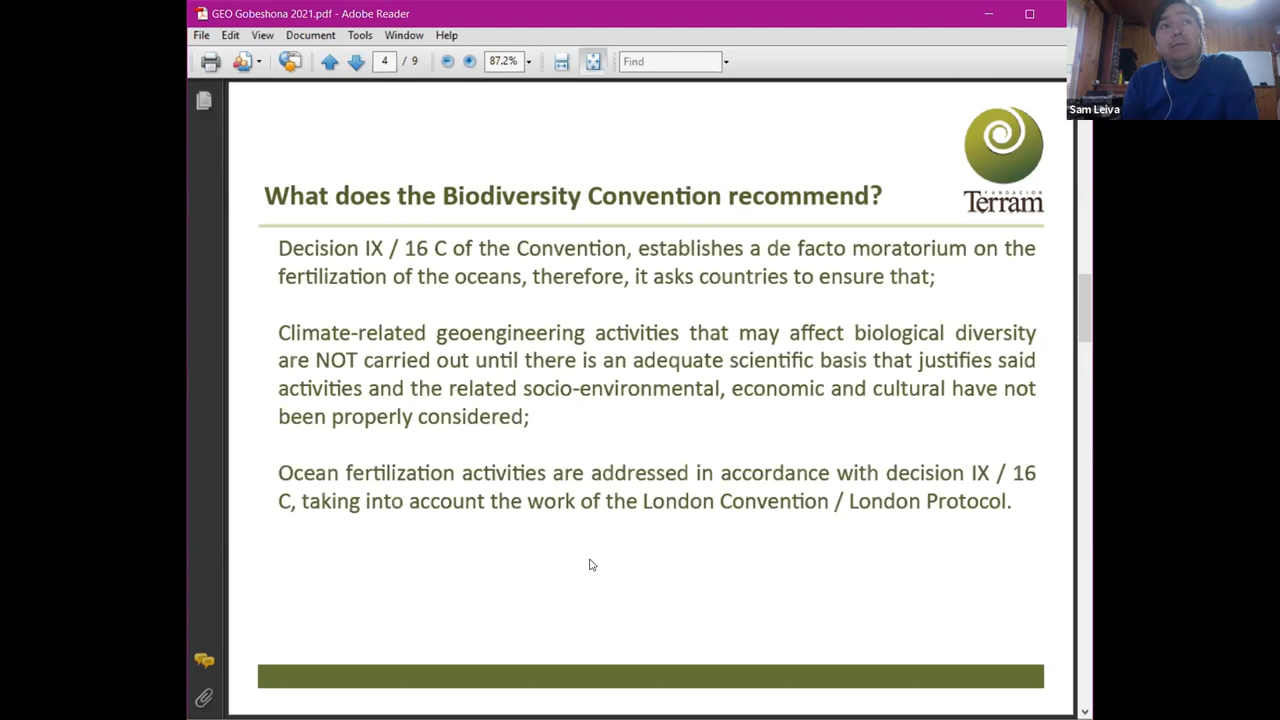 GEO Gobeshona 2021.pdf - Adobe Reader
File Edit View Document Tools Window Help
4 / 9 87.2% Find
Sam Leiva
FUNDACIÓN
Terram
What does the Biodiversity Convention recommend?
Decision IX / 16 C of the Convention, establishes a de facto moratorium on the
fertilization of the oceans, therefore, it asks countries to ensure that;
Climate-related geoengineering activities that may affect biological diversity
are NOT carried out until there is an adequate scientific basis that justifies said
activities and the related socio-environmental, economic and cultural have not
been properly considered;
Ocean fertilization activities are addressed in accordance with decision IX / 16
C, taking into account the work of the London Convention / London Protocol.